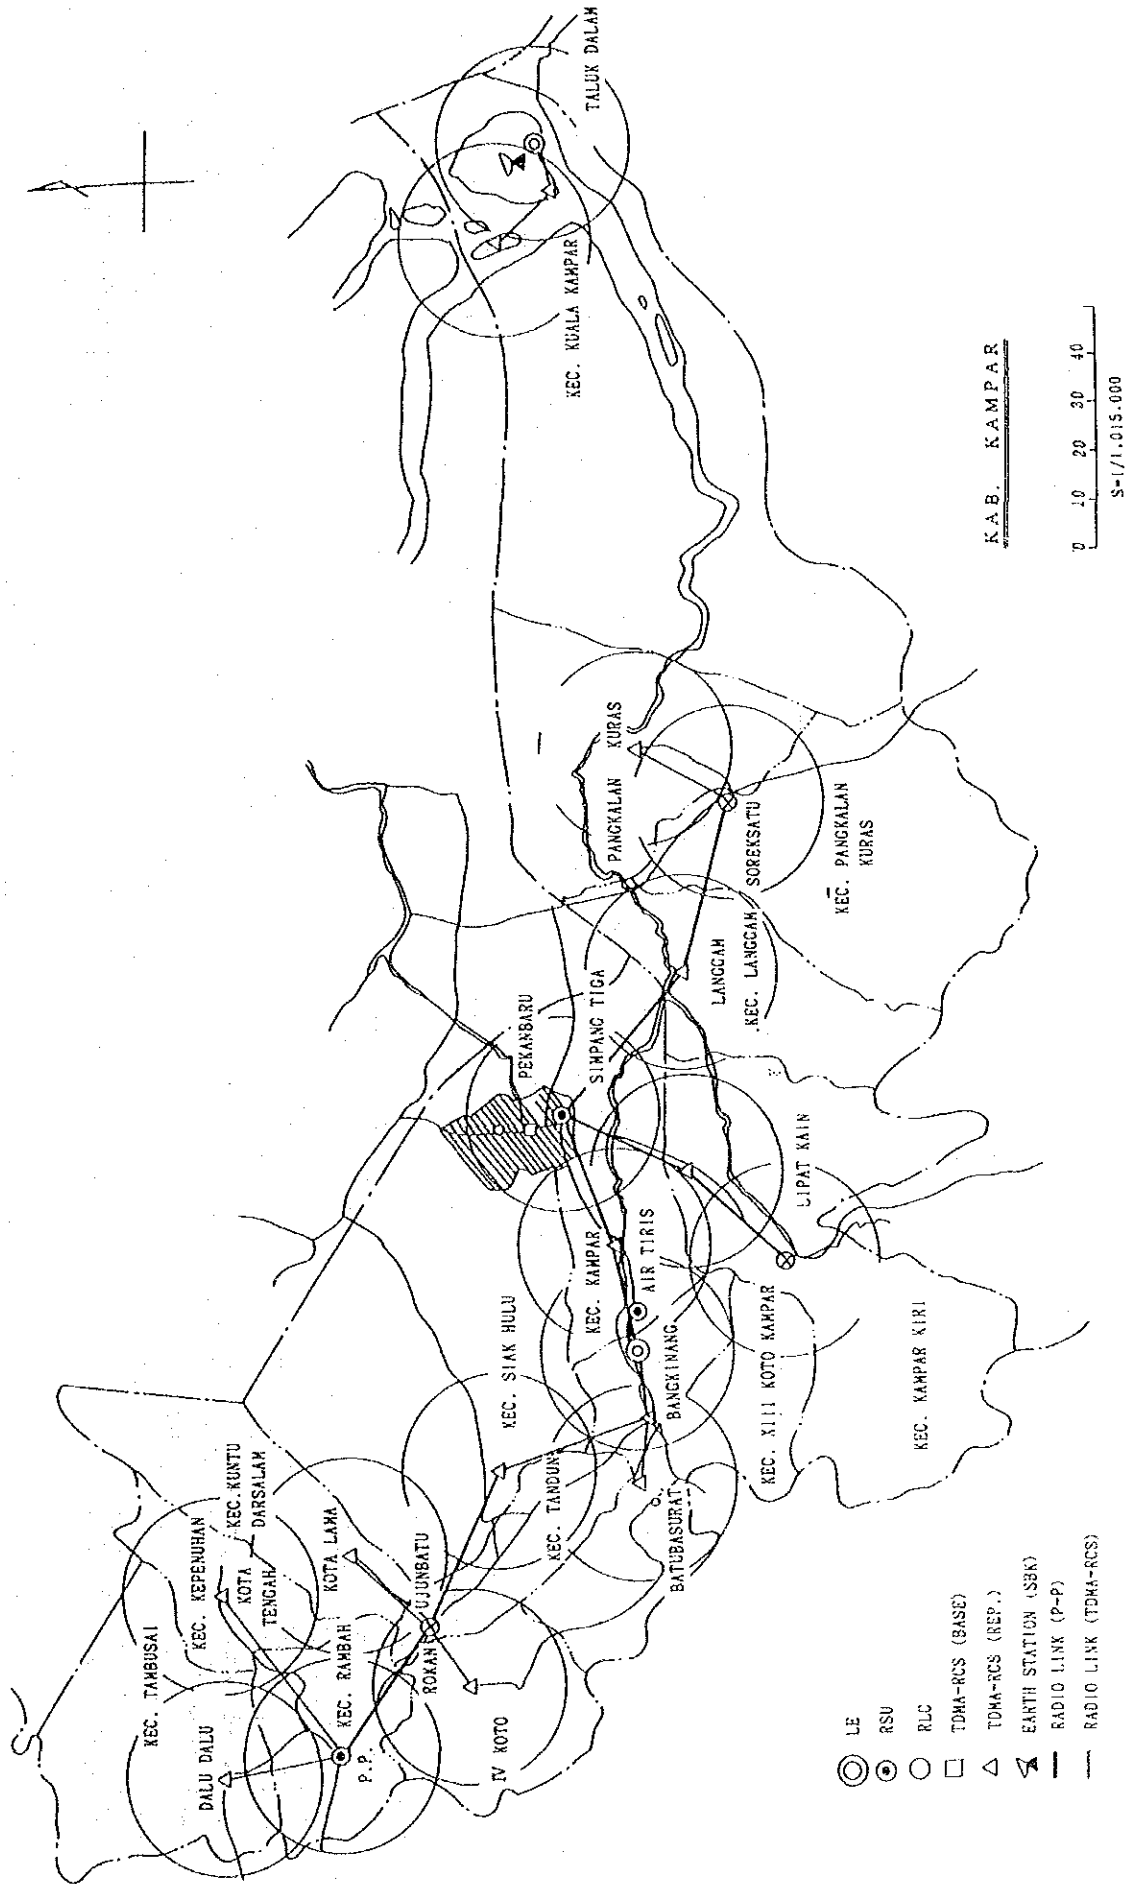 TALUK DALAM
KEC. KUALA KAMPAR
PANGKALAN KURAS
SOREKSATU
KEC. PANGKALAN
KURAS
LANGGAM
KEC. LANGGAM
PEKANBARU
SIMPANG TIGA
LIPAT KAIN
KEC. KAMPAR
AIR TIRIS
KEC. SIAK HULU
BANGKINANG
KEC. XIII KOTO KAMPAR
KEC. KAMPAR KIRI
KEC. TANDUN
BATUBASURAT
KEC. KUNTU
DARSALAM
KEC. KEPENUHAN
KOTA
TENGAH
KOTA LAMA
UJUNBATU
ROKAN
KEC. TAMBUSAI
KEC. RAMBAH
DALU DALU
P.P.
IV KOTO
LE
RSU
RLC
TDMA-RCS (BASE)
TDMA-RCS (REP.)
EARTH STATION (SBK)
RADIO LINK (P-P)
RADIO LINK (TDMA-RCS)
KAB. KAMPAR
0 10 20 30 40
S=1/1.015.000